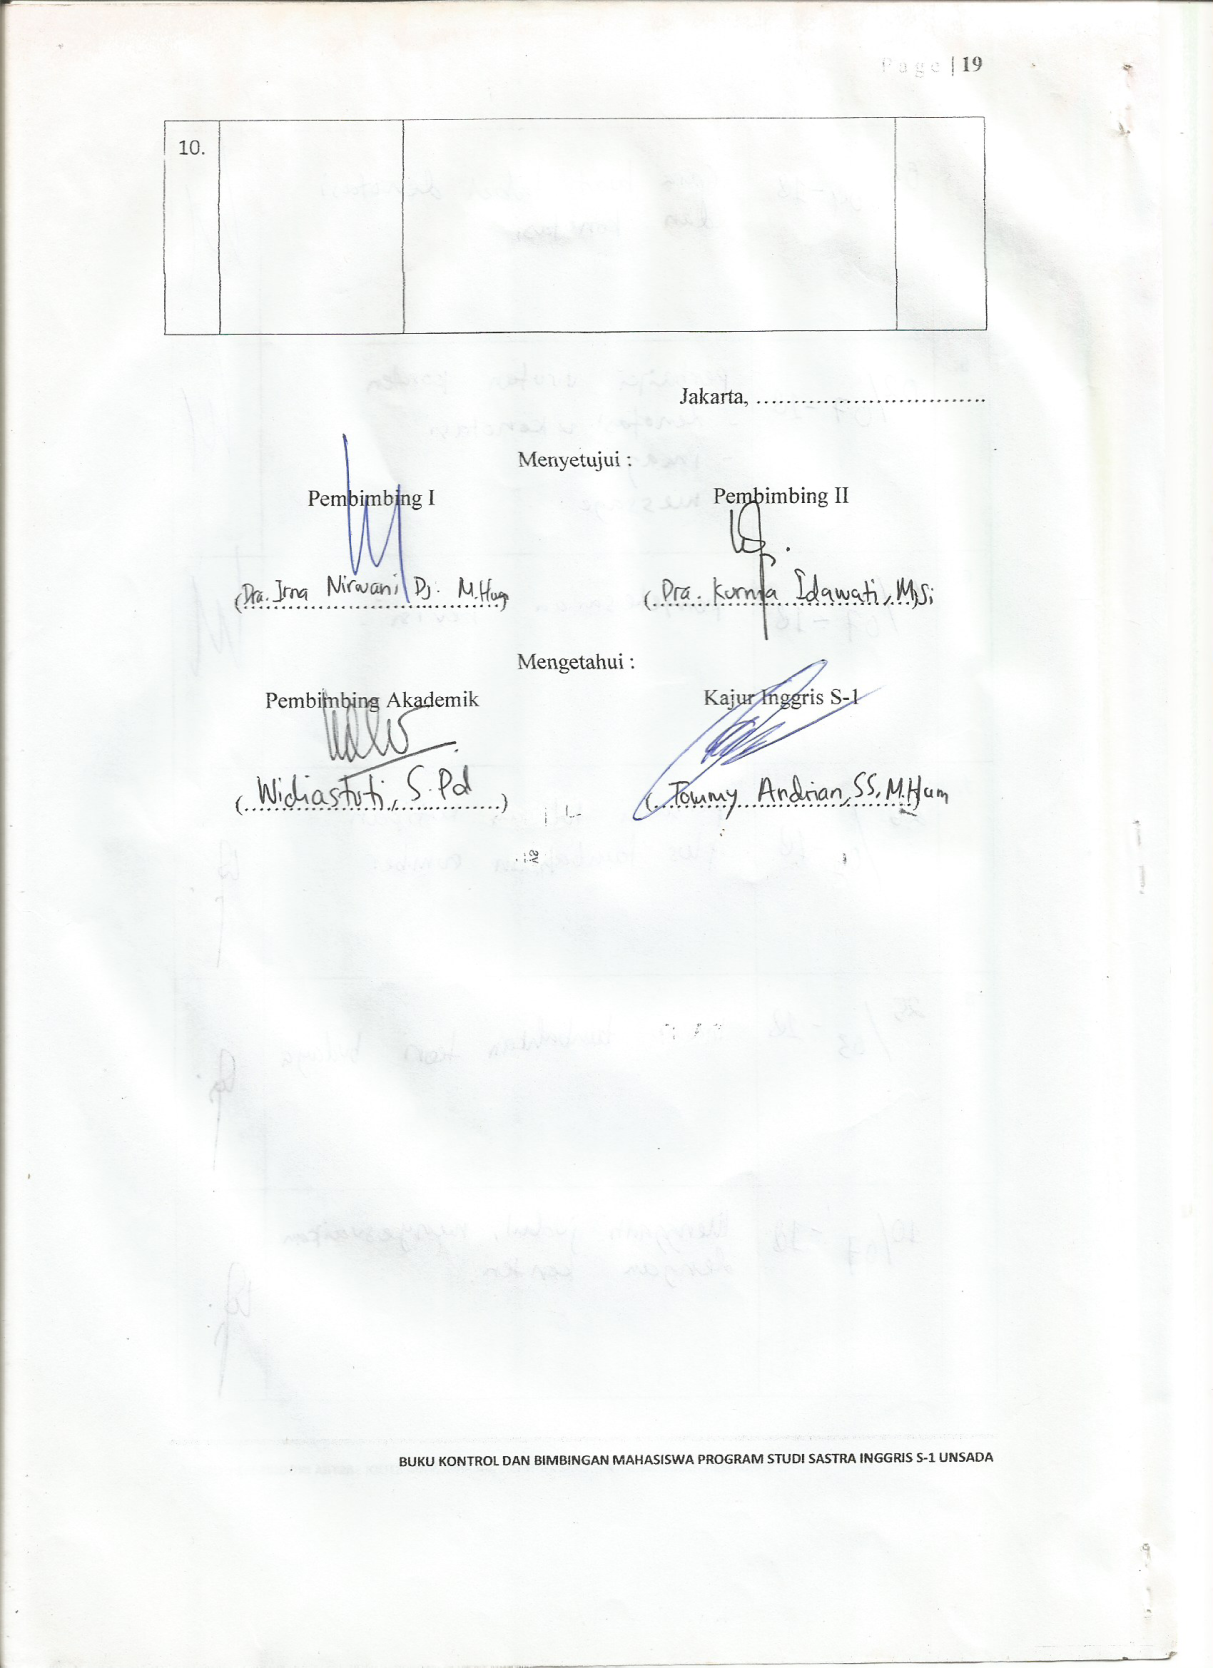 Page | 19
10.
Jakarta, ................................
Menyetujui :
Pembimbing I Pembimbing II
(Dra. Irna Nirwani Dj. M.Hum) (Dra. Kurnia Idawati, M,Si
Mengetahui :
Pembimbing Akademik Kajur Inggris S-1
(Widiastuti, S.Pd) (Tommy Andrian, SS, M.Hum
BUKU KONTROL DAN BIMBINGAN MAHASISWA PROGRAM STUDI SASTRA INGGRIS S-1 UNSADA